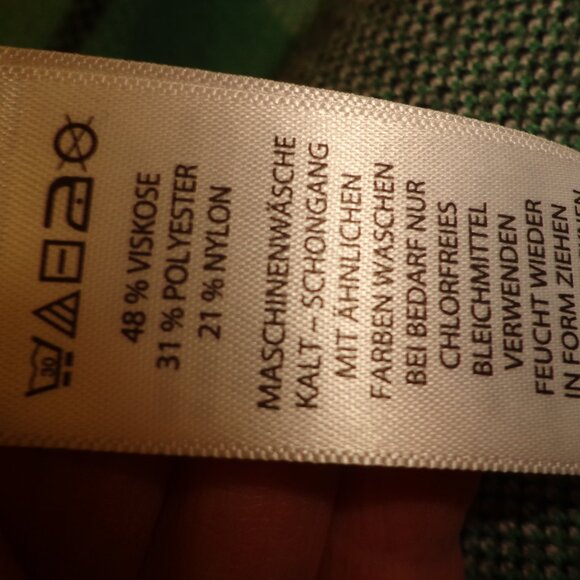 30
48 % VISKOSE
31 % POLYESTER
21 % NYLON
MASCHINENWÄSCHE
KALT – SCHONGANG
MIT ÄHNLICHEN
FARBEN WASCHEN
BEI BEDARF NUR
CHLORFREIES
BLEICHMITTEL
VERWENDEN
FEUCHT WIEDER
IN FORM ZIEHEN